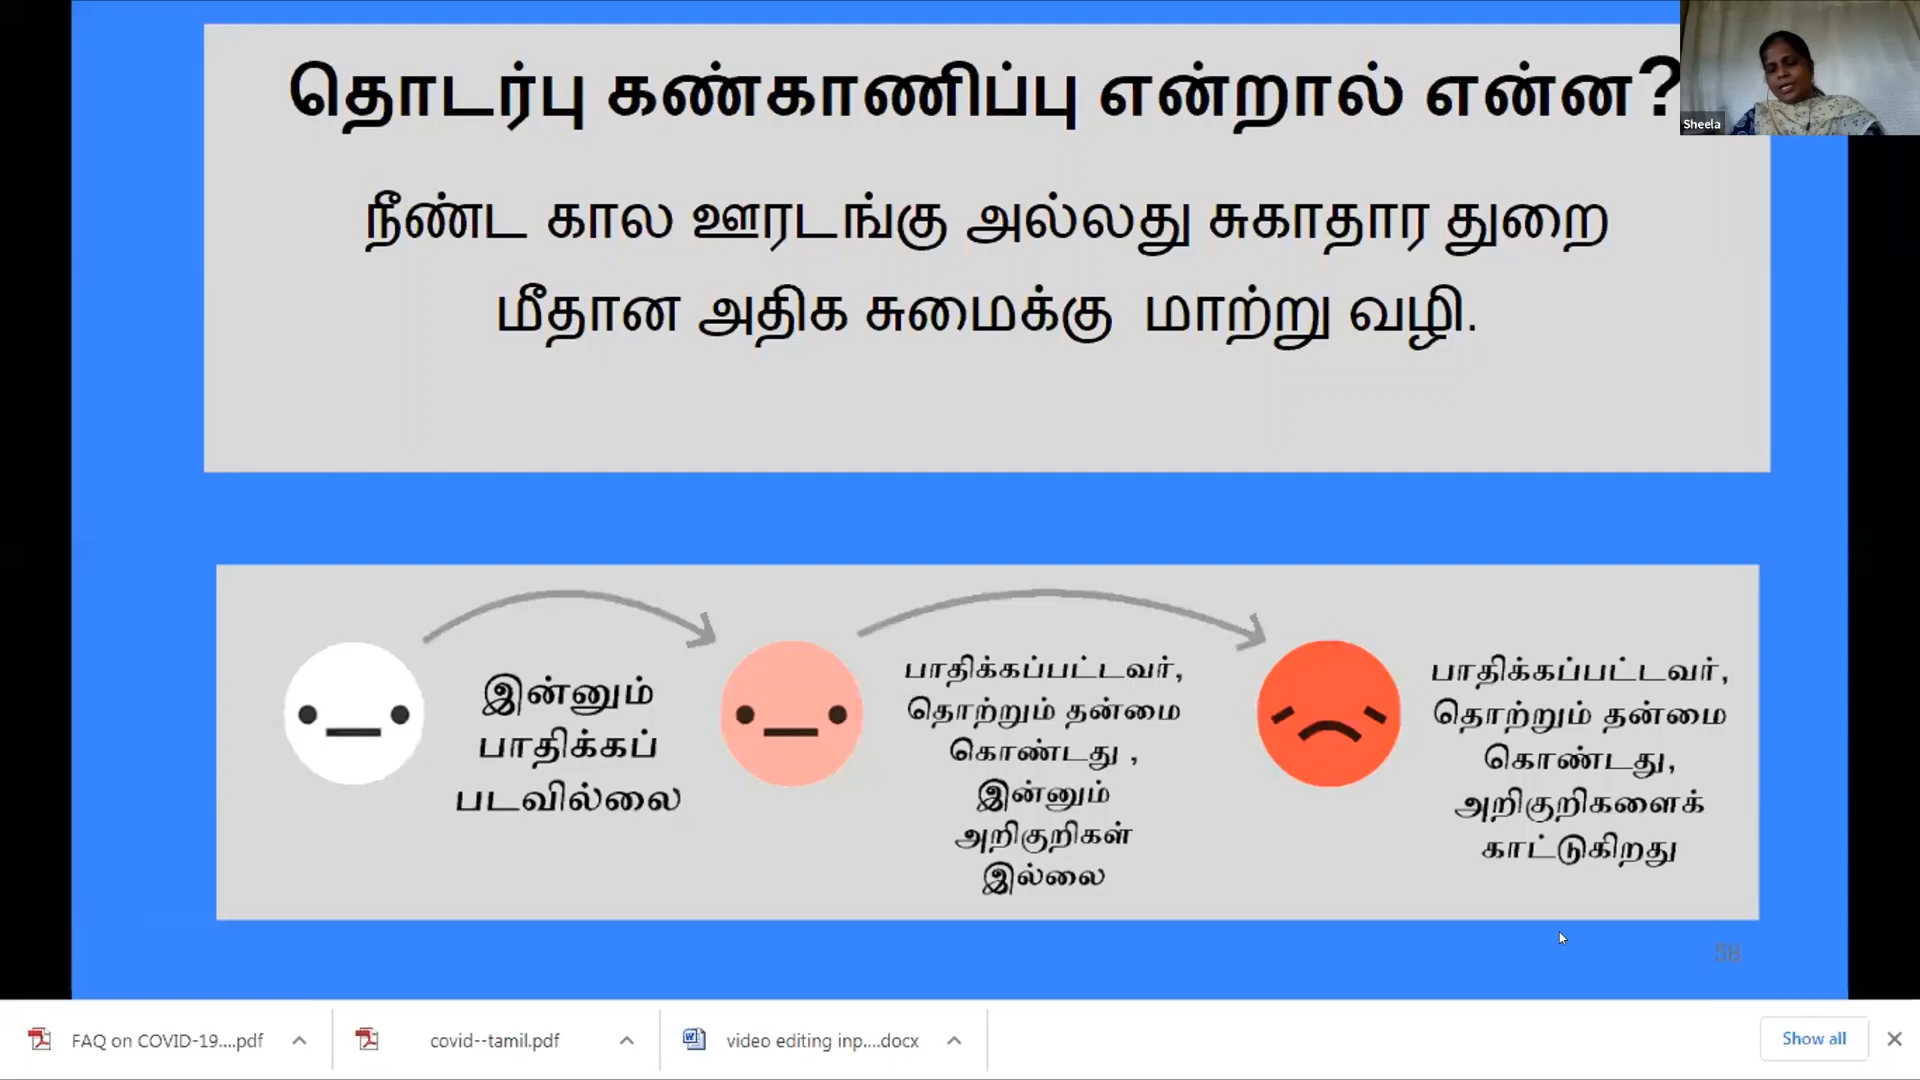 தொடர்பு கண்காணிப்பு என்றால் என்ன?
Sheela
நீண்ட கால ஊரடங்கு அல்லது சுகாதார துறை
மீதான அதிக சுமைக்கு மாற்று வழி.
இன்னும்
பாதிக்கப்
படவில்லை
பாதிக்கப்பட்டவர்,
தொற்றும் தன்மை
கொண்டது ,
இன்னும்
அறிகுறிகள்
இல்லை
பாதிக்கப்பட்டவர்,
தொற்றும் தன்மை
கொண்டது,
அறிகுறிகளைக்
காட்டுகிறது
58
FAQ on COVID-19....pdf
covid--tamil.pdf
video editing inp....docx
Show all